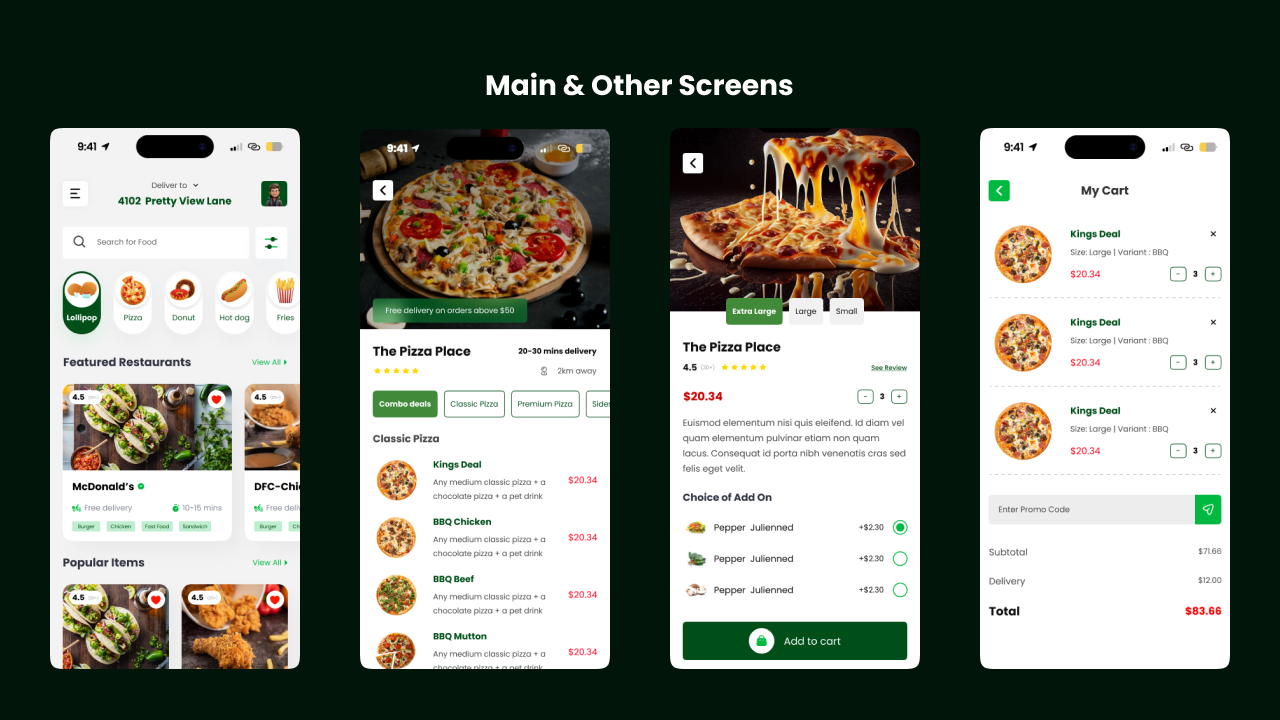 Main & Other Screens
9:41
Deliver to
4102 Pretty View Lane
Search for Food
Lollipop
Pizza
Donut
Hot dog
Fries
Featured Restaurants
View All
4.5
4.5
McDonald's
DFC-Chi
Free delivery
10-15 mins
Free deliv
Burger
Chicken
Fast Food
Sandwich
Burger
Ch
Popular Items
View All
4.5
4.5
9:41
Free delivery on orders above $50
The Pizza Place
20-30 mins delivery
2km away
Combo deals
Classic Pizza
Premium Pizza
Sides
Classic Pizza
Kings Deal
Any medium classic pizza + a
chocolate pizza + a pet drink
$20.34
BBQ Chicken
Any medium classic pizza + a
chocolate pizza + a pet drink
$20.34
BBQ Beef
Any medium classic pizza + a
chocolate pizza + a pet drink
$20.34
BBQ Mutton
Any medium classic pizza + a
chocolate pizza + a pet drink
$20.34
Extra Large
Large
Small
The Pizza Place
4.5 (30+)
See Review
$20.34
- 3 +
Euismod elementum nisi quis eleifend. Id diam vel
quam elementum pulvinar etiam non quam
lacus. Consequat id porta nibh venenatis cras sed
felis eget velit.
Choice of Add On
Pepper Julienned
+$2.30
Pepper Julienned
+$2.30
Pepper Julienned
+$2.30
Add to cart
9:41
My Cart
Kings Deal
Size: Large | Variant : BBQ
$20.34
- 3 +
Kings Deal
Size: Large | Variant : BBQ
$20.34
- 3 +
Kings Deal
Size: Large | Variant : BBQ
$20.34
- 3 +
Enter Promo Code
Subtotal
$71.66
Delivery
$12.00
Total
$83.66